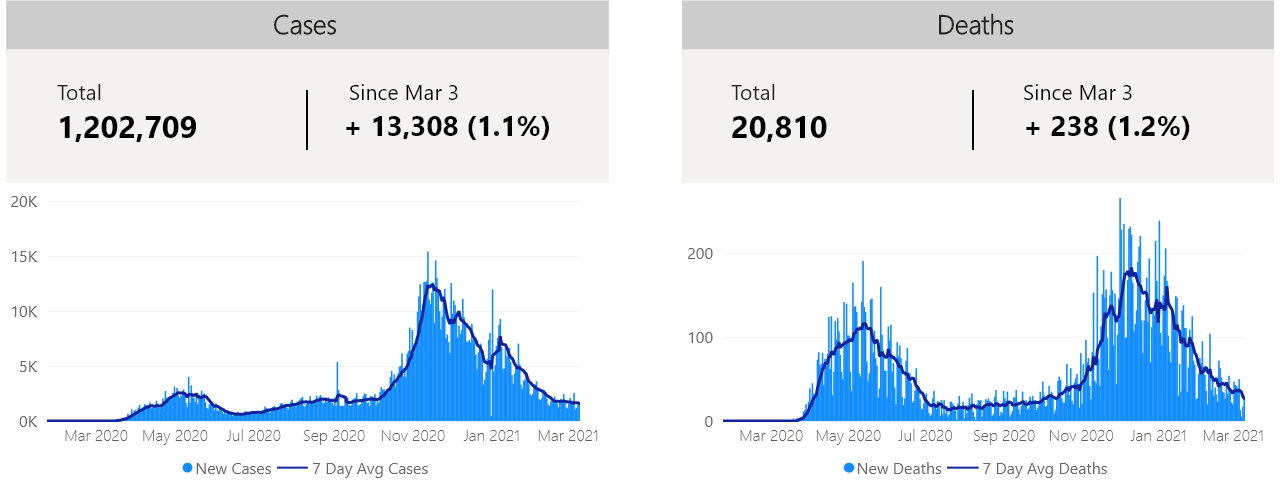 Cases
Total
1,202,709
Since Mar 3
+ 13,308 (1.1%)
20K
15K
10K
5K
0K
Mar 2020 May 2020 Jul 2020 Sep 2020 Nov 2020 Jan 2021 Mar 2021
New Cases 7 Day Avg Cases
Deaths
Total
20,810
Since Mar 3
+ 238 (1.2%)
200
100
0
Mar 2020 May 2020 Jul 2020 Sep 2020 Nov 2020 Jan 2021 Mar 2021
New Deaths 7 Day Avg Deaths